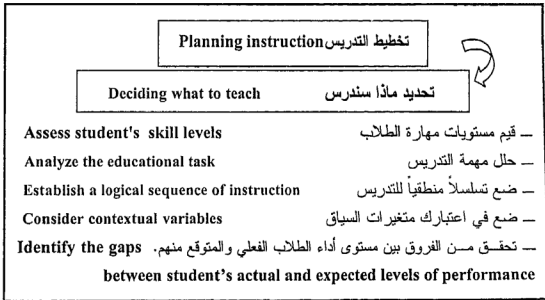 تخطيط التدريس Planning instruction
تحديد ماذا سندرس Deciding what to teach
ـ قيم مستويات مهارة الطلاب Assess student's skill levels
ـ حلل مهمة التدريس Analyze the educational task
ـ ضع تسلسلاً منطقياً للتدريس Establish a logical sequence of instruction
ـ ضع في اعتبارك متغيرات السياق Consider contextual variables
ـ تحقـــق مــن الفروق بين مستوى أداء الطلاب الفعلي والمتوقع منهم. Identify the gaps
between student's actual and expected levels of performance